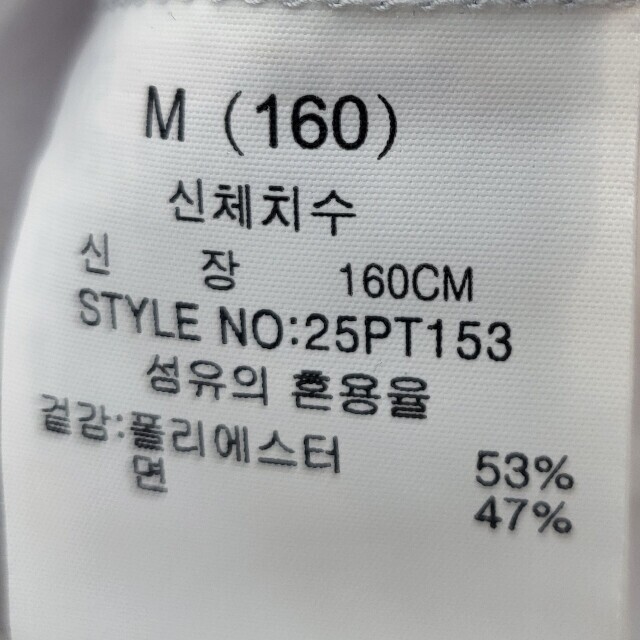 M (160)
신체치수
신 장 160CM
STYLE NO:25PT153
섬유의 혼용율
겉감:폴리에스터 53%
면 47%